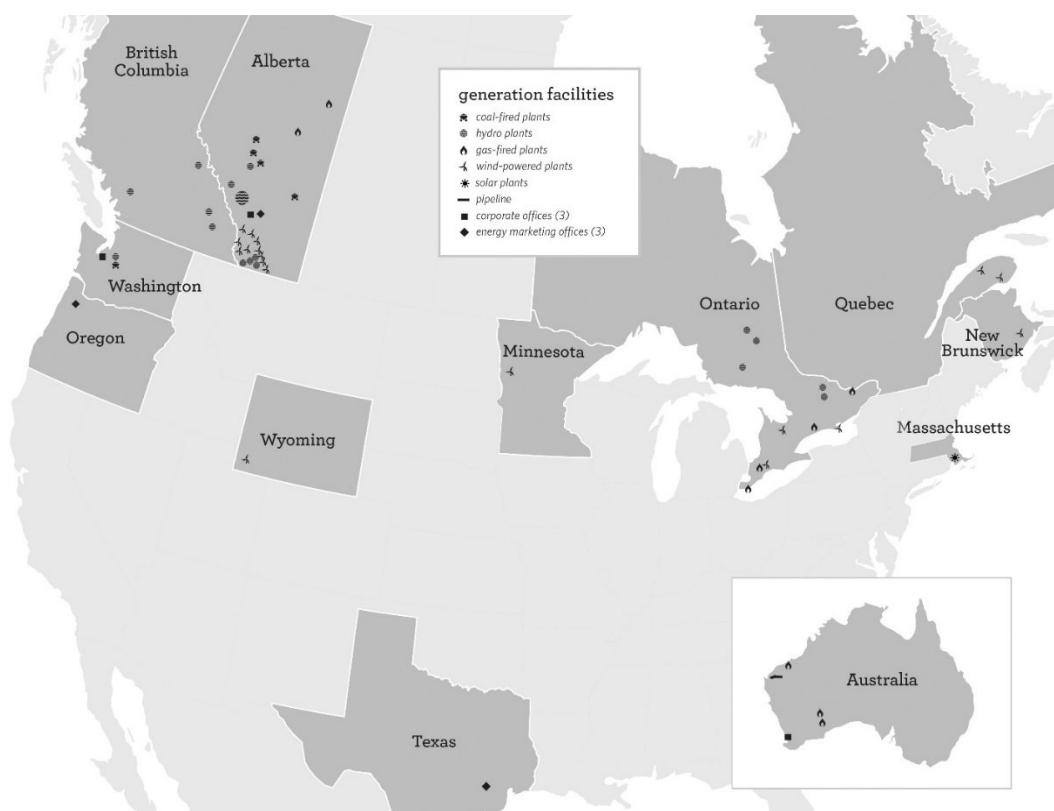 British
Columbia
Alberta
generation facilities
coal-fired plants
hydro plants
gas-fired plants
wind-powered plants
solar plants
pipeline
corporate offices (3)
energy marketing offices (3)
Washington
Oregon
Ontario
Quebec
New
Brunswick
Minnesota
Wyoming
Massachusetts
Australia
Texas